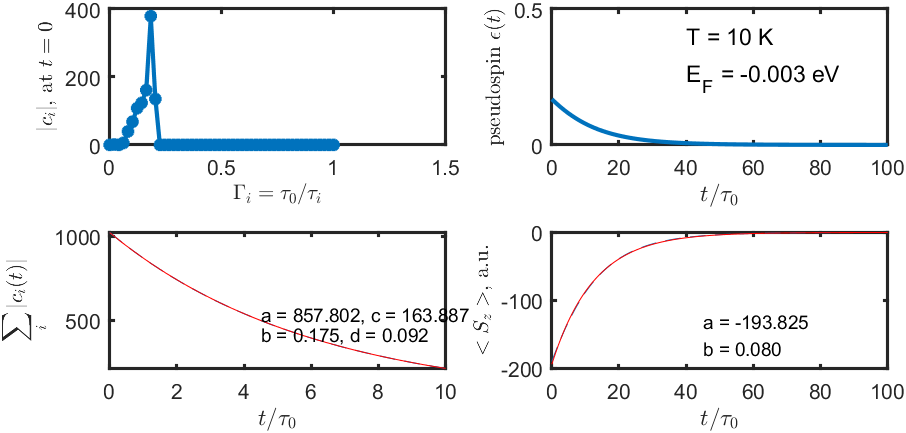 400
200
0
|c_i|, at t = 0
0
0.5
1
1.5
Γ_i = τ_0/τ_i
0.5
0
pseudospin ϵ(t)
T = 10 K
E_F = -0.003 eV
0
20
40
60
80
100
t/τ_0
1000
500
∑_i |c_i(t)|
a = 857.802, c = 163.887
b = 0.175, d = 0.092
0
2
4
6
8
10
t/τ_0
0
-100
-200
< S_z >, a.u.
a = -193.825
b = 0.080
0
20
40
60
80
100
t/τ_0